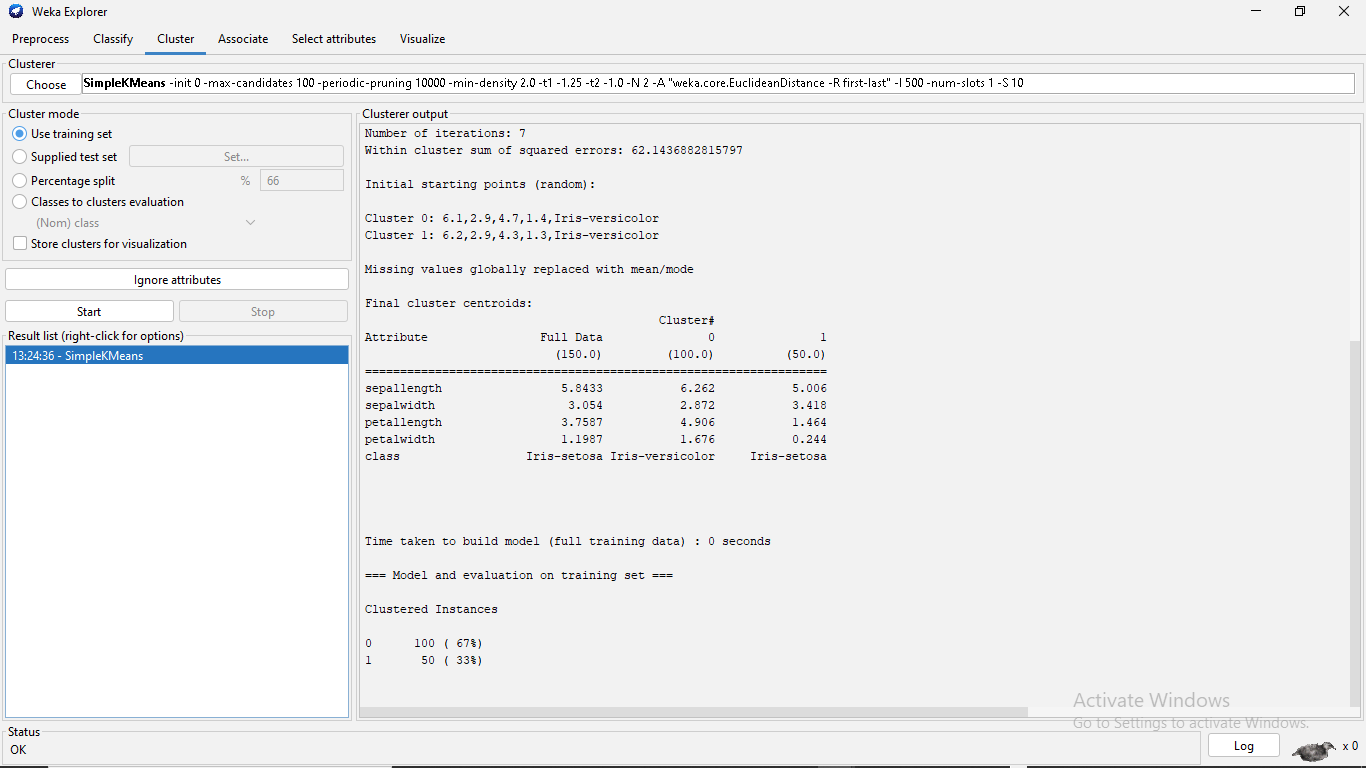 Weka Explorer
Preprocess Classify Cluster Associate Select attributes Visualize
Clusterer
Choose SimpleKMeans -init 0 -max-candidates 100 -periodic-pruning 10000 -min-density 2.0 -t1 -1.25 -t2 -1.0 -N 2 -A "weka.core.EuclideanDistance -R first-last" -I 500 -num-slots 1 -S 10
Cluster mode
Use training set
Supplied test set Set...
Percentage split % 66
Classes to clusters evaluation
(Nom) class
Store clusters for visualization
Ignore attributes
Start Stop
Result list (right-click for options)
13:24:36 - SimpleKMeans
Clusterer output
Number of iterations: 7
Within cluster sum of squared errors: 62.1436882815797
Initial starting points (random):
Cluster 0: 6.1,2.9,4.7,1.4,Iris-versicolor
Cluster 1: 6.2,2.9,4.3,1.3,Iris-versicolor
Missing values globally replaced with mean/mode
Final cluster centroids:
Cluster#
Attribute Full Data 0 1
(150.0) (100.0) (50.0)
==================================================================
sepallength 5.8433 6.262 5.006
sepalwidth 3.054 2.872 3.418
petallength 3.7587 4.906 1.464
petalwidth 1.1987 1.676 0.244
class Iris-setosa Iris-versicolor Iris-setosa
Time taken to build model (full training data) : 0 seconds
=== Model and evaluation on training set ===
Clustered Instances
0 100 ( 67%)
1 50 ( 33%)
Activate Windows
Go to Settings to activate Windows.
Status
OK
Log x 0